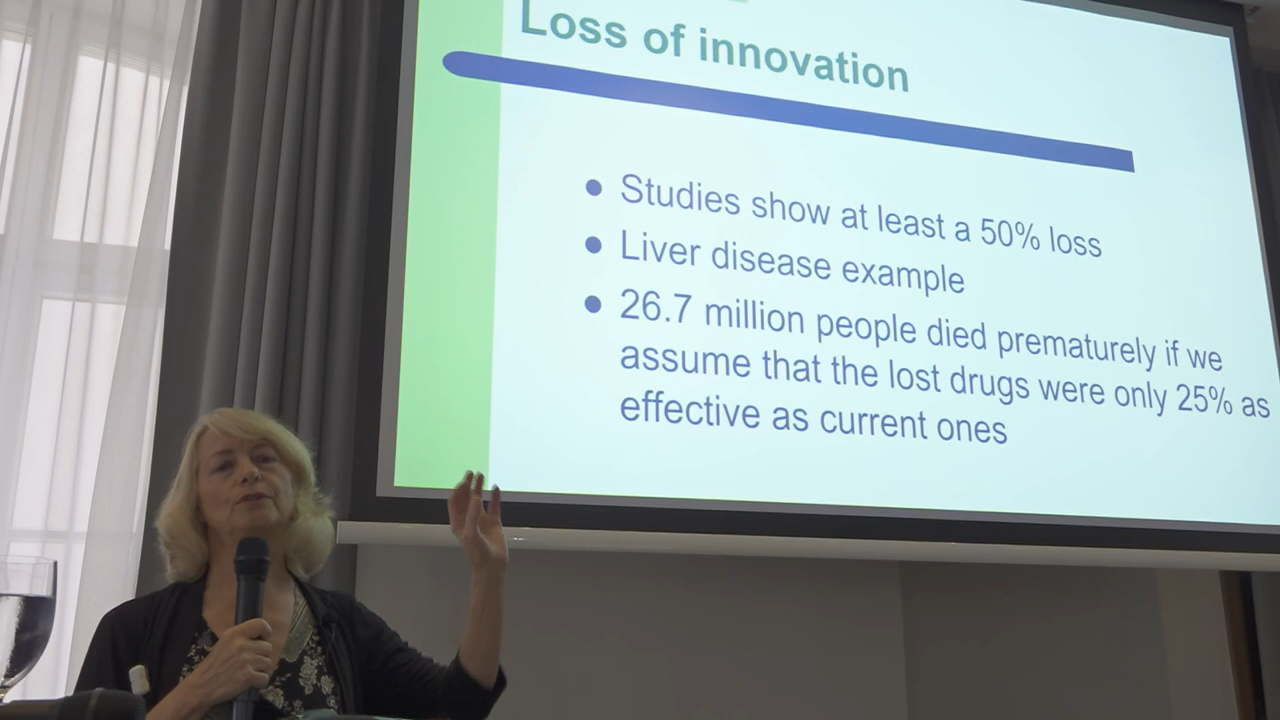 Loss of innovation
● Studies show at least a 50% loss
● Liver disease example
● 26.7 million people died prematurely if we
assume that the lost drugs were only 25% as
effective as current ones